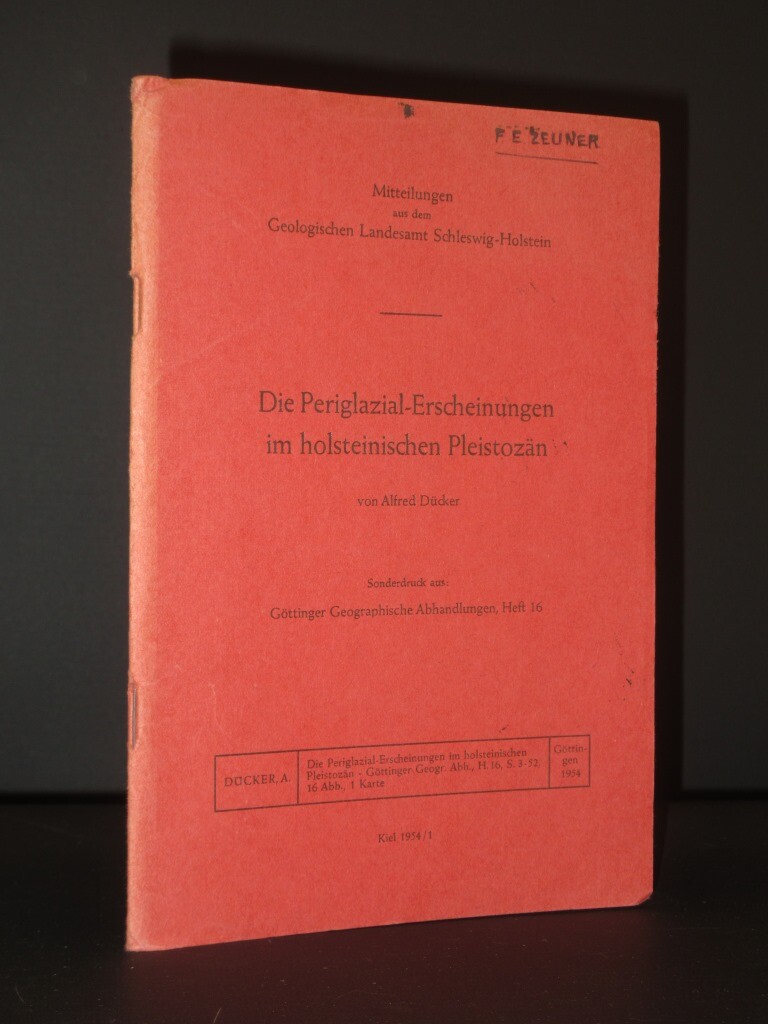 F E ZEUNER
Mitteilungen
aus dem
Geologischen Landesamt Schleswig-Holstein
Die Periglazial-Erscheinungen
im holsteinischen Pleistozän
von Alfred Dücker
Sonderdruck aus:
Göttinger Geographische Abhandlungen, Heft 16
DÜCKER, A.
Die Periglazial-Erscheinungen im holsteinischen
Pleistozän - Göttinger Geogr. Abh., H. 16, S. 3-52,
16 Abb., 1 Karte
Göttin-
gen
1954
Kiel 1954/1